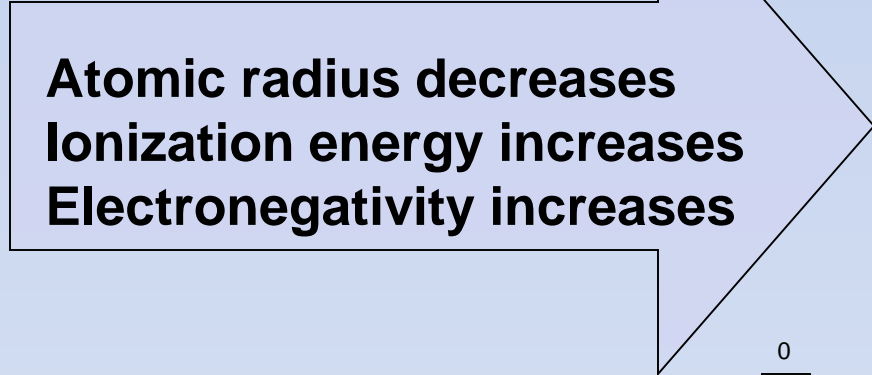 Atomic radius decreases
Ionization energy increases
Electronegativity increases
0